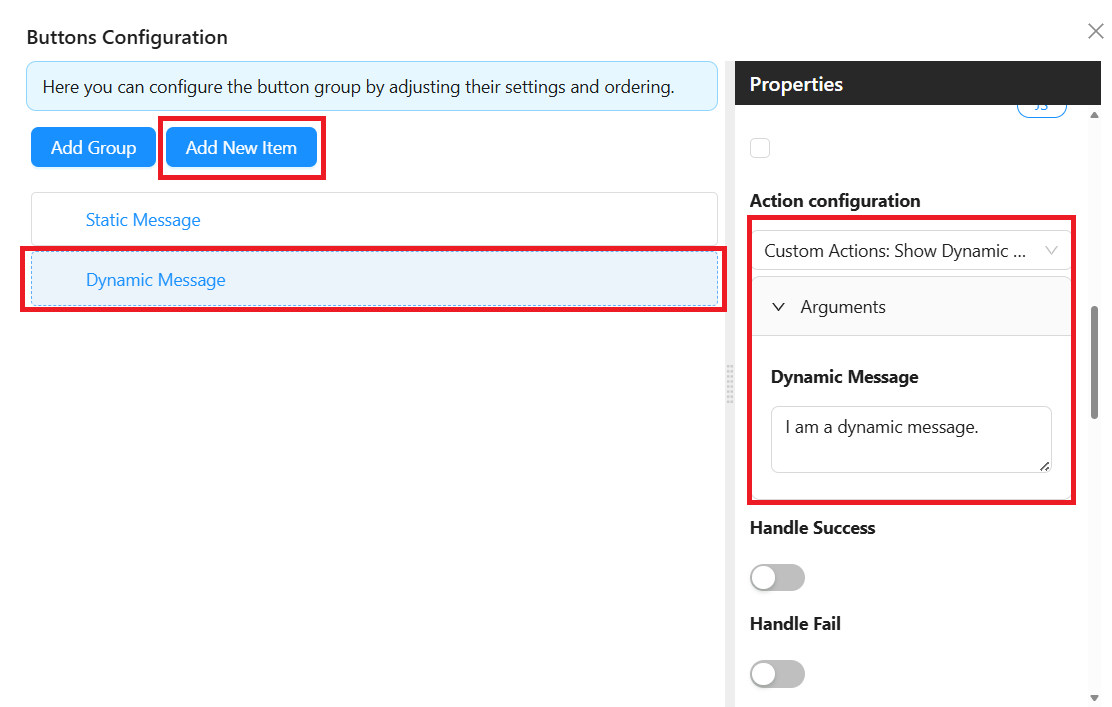 Buttons Configuration
Here you can configure the button group by adjusting their settings and ordering.
Add Group
Add New Item
Static Message
Dynamic Message
Properties
JS
Action configuration
Custom Actions: Show Dynamic ...
Arguments
Dynamic Message
I am a dynamic message.
Handle Success
Handle Fail